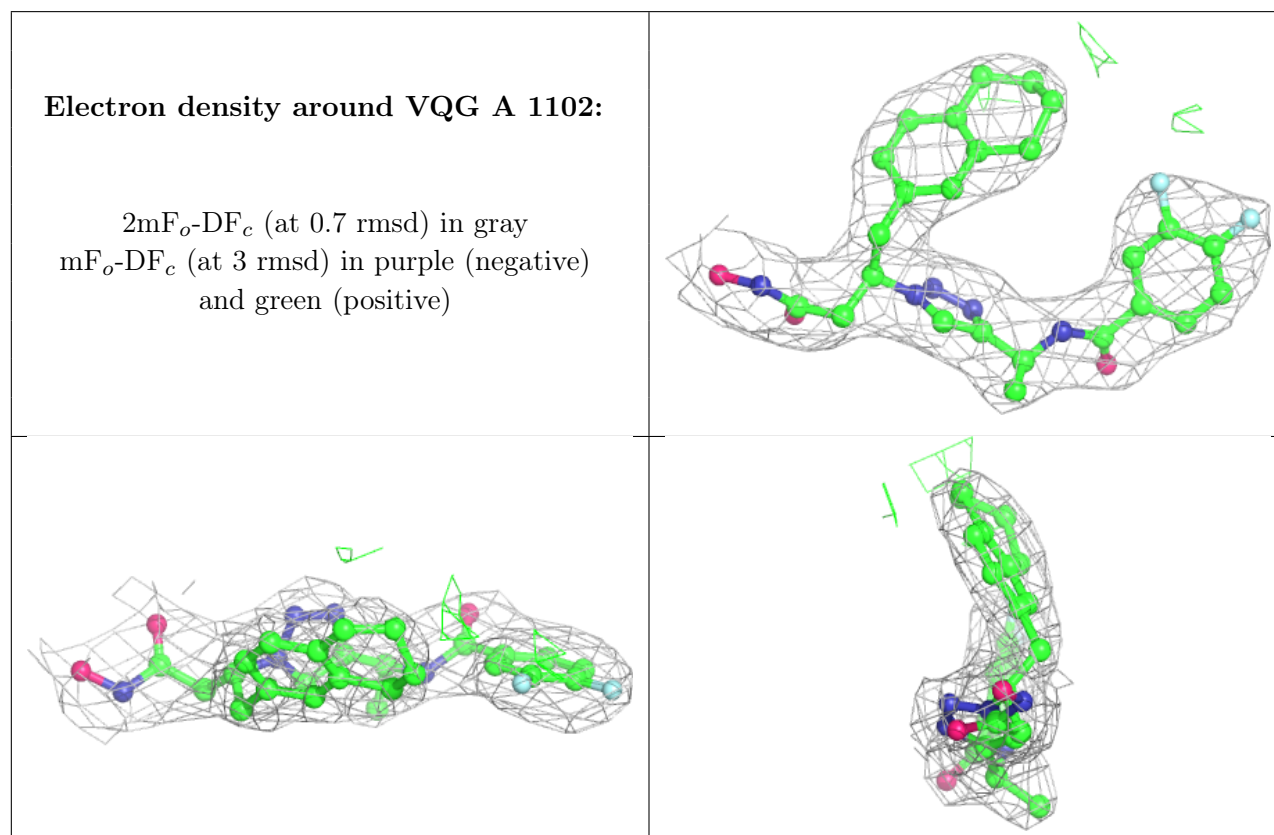 Electron density around VQG A 1102:
2mFo-DFc (at 0.7 rmsd) in gray
mFo-DFc (at 3 rmsd) in purple (negative)
and green (positive)